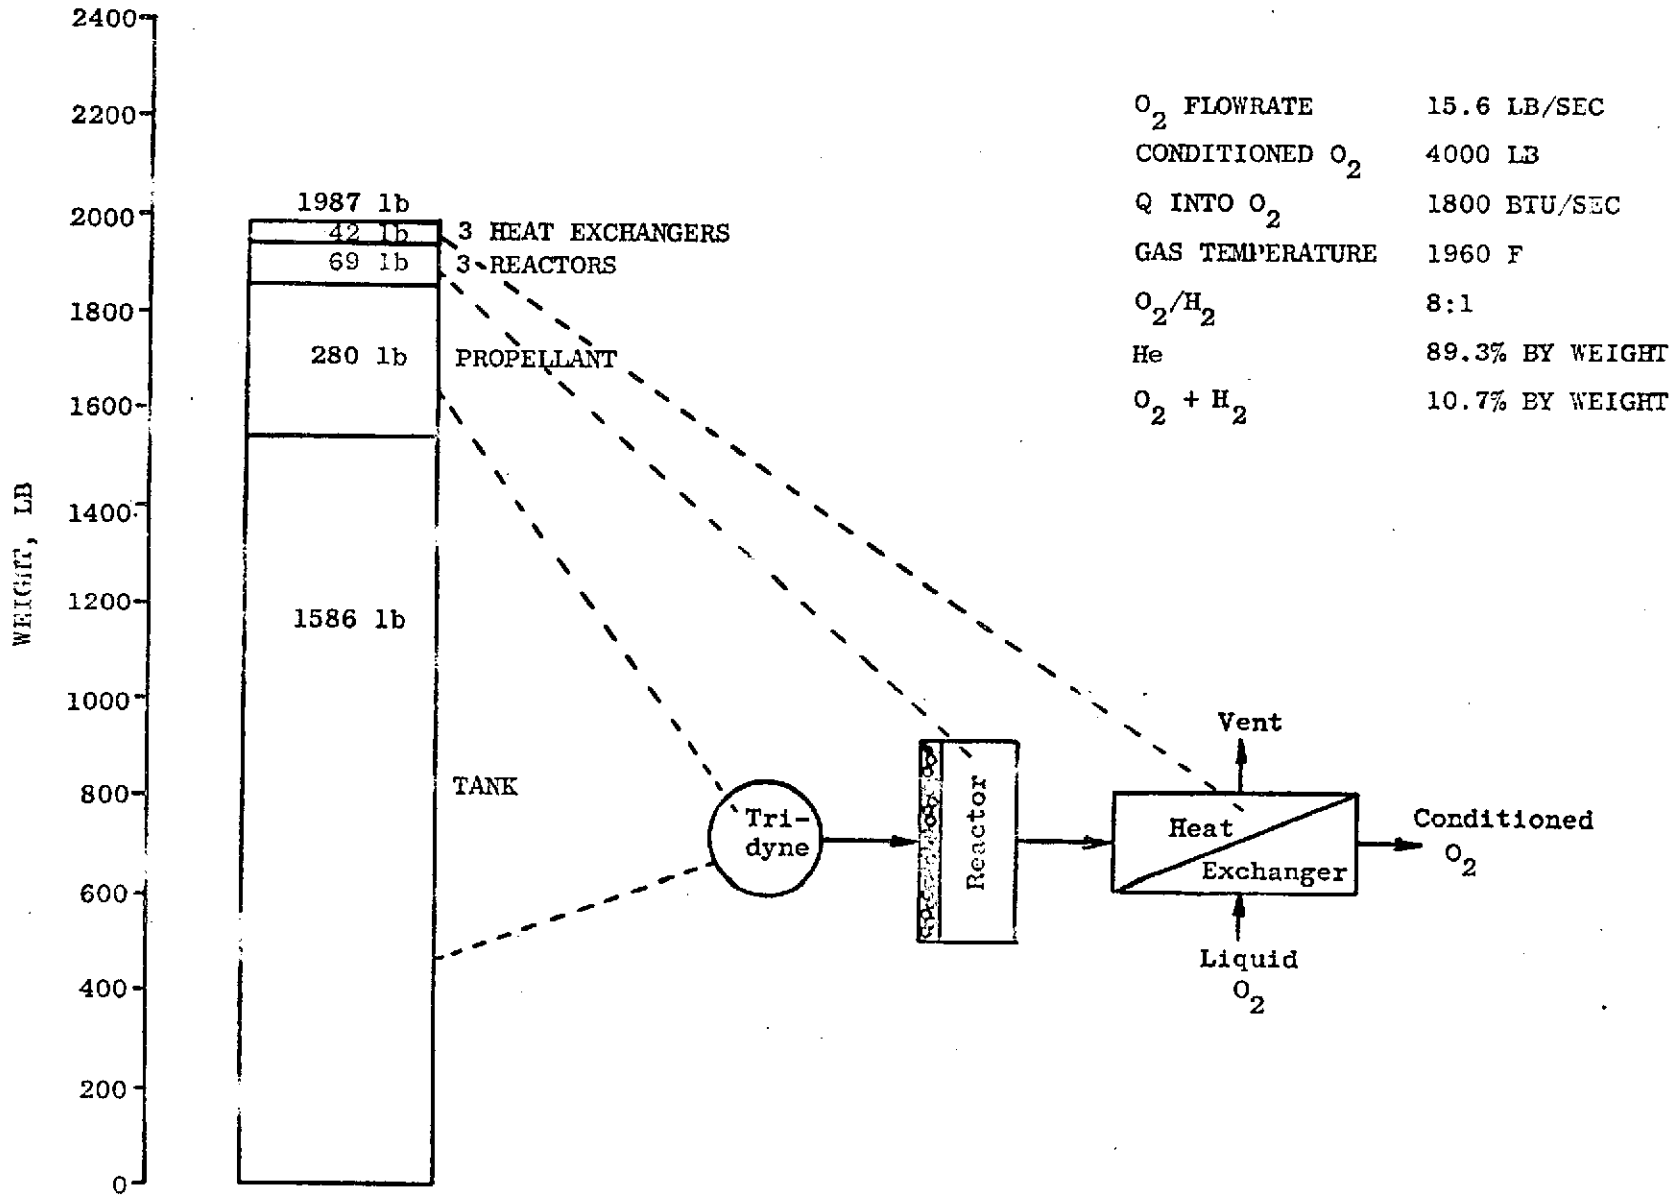 WEIGHT, LB
2400
2200
2000
1800
1600
1400
1200
1000
800
600
400
200
0
1987 lb
42 lb
69 lb
280 lb
1586 lb
3 HEAT EXCHANGERS
3 REACTORS
PROPELLANT
TANK
O2 FLOWRATE 15.6 LB/SEC
CONDITIONED O2 4000 LB
Q INTO O2 1800 BTU/SEC
GAS TEMPERATURE 1960 F
O2/H2 8:1
He 89.3% BY WEIGHT
O2 + H2 10.7% BY WEIGHT
Tri-
dyne
Reactor
Vent
Heat
Exchanger
Conditioned
O2
Liquid
O2